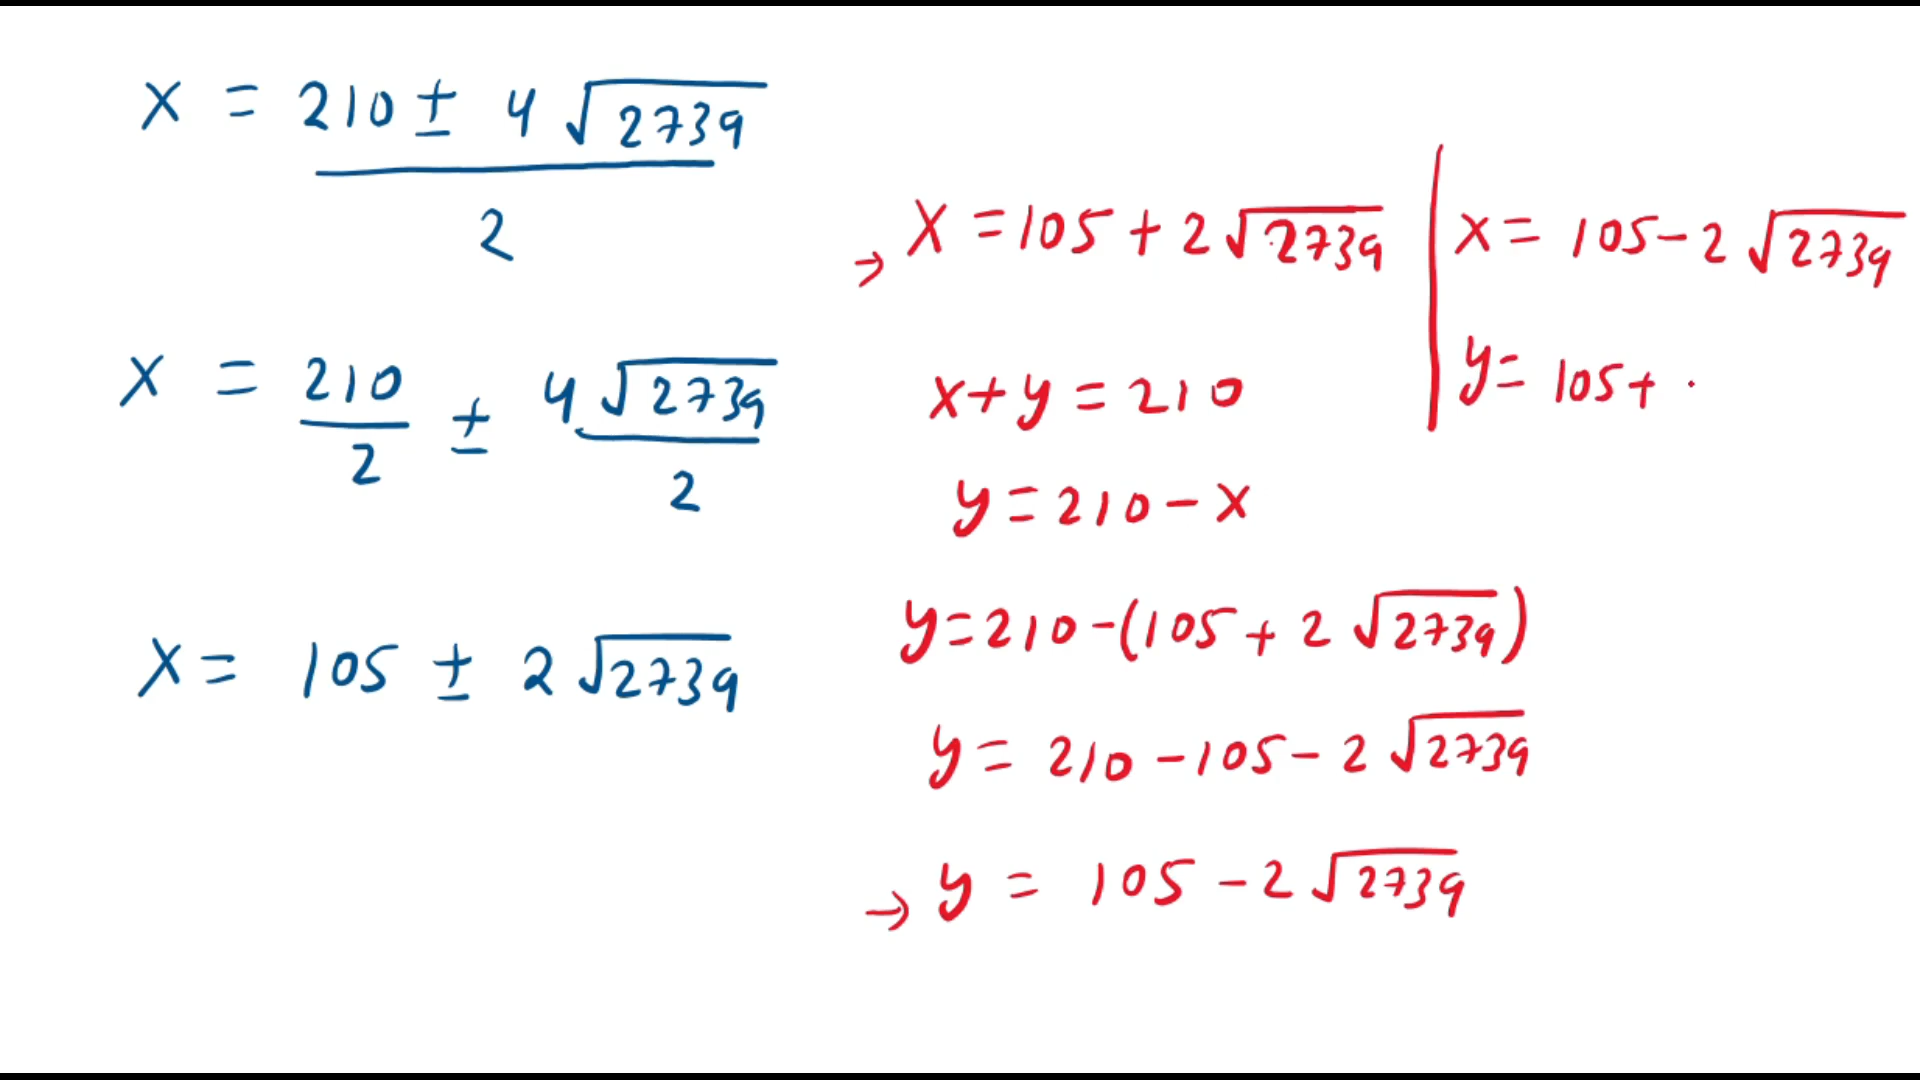 x = 210 ± 4 √2739
2
x = 210/2 ± 4 √2739/2
x = 105 ± 2 √2739
→ x = 105 + 2 √2739
x + y = 210
y = 210 - x
y = 210 - (105 + 2 √2739)
y = 210 - 105 - 2 √2739
→ y = 105 - 2 √2739
x = 105 - 2 √2739
y = 105 + .